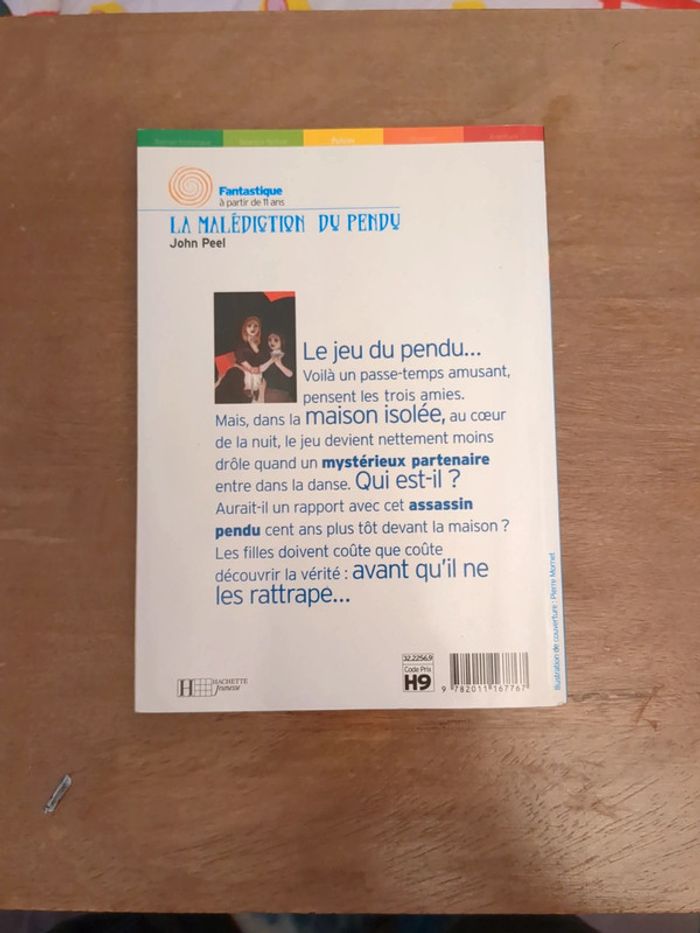 Fantastique
à partir de 11 ans
LA MALÉDICTION DU PENDU
John Peel
Le jeu du pendu...
Voilà un passe-temps amusant,
pensent les trois amies.
Mais, dans la maison isolée, au cœur
de la nuit, le jeu devient nettement moins
drôle quand un mystérieux partenaire
entre dans la danse. Qui est-il ?
Aurait-il un rapport avec cet assassin
pendu cent ans plus tôt devant la maison ?
Les filles doivent coûte que coûte
découvrir la vérité : avant qu'il ne
les rattrape...
Illustration de couverture : Pierre Mornet
H HACHETTE
Jeunesse
32.2256.9
Code Prix
H9
9 782011 167767